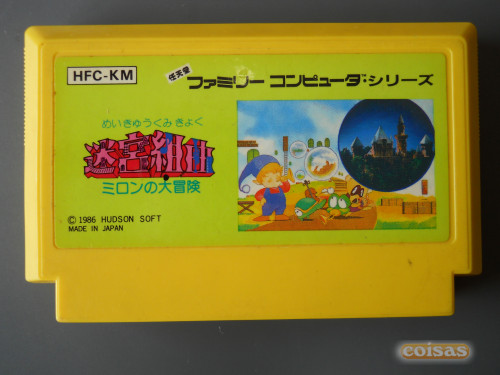 HFC-KM
任天堂
ファミリー コンピュータ・シリーズ
めいきゅうくみきょく
迷宮組曲
ミロンの大冒険
© 1986 HUDSON SOFT
MADE IN JAPAN
coisas